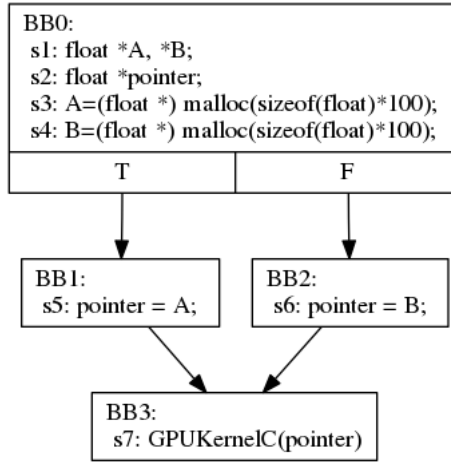 BB0:
s1: float *A, *B;
s2: float *pointer;
s3: A=(float *) malloc(sizeof(float)*100);
s4: B=(float *) malloc(sizeof(float)*100);
T F
BB1:
s5: pointer = A;
BB2:
s6: pointer = B;
BB3:
s7: GPUKernelC(pointer)